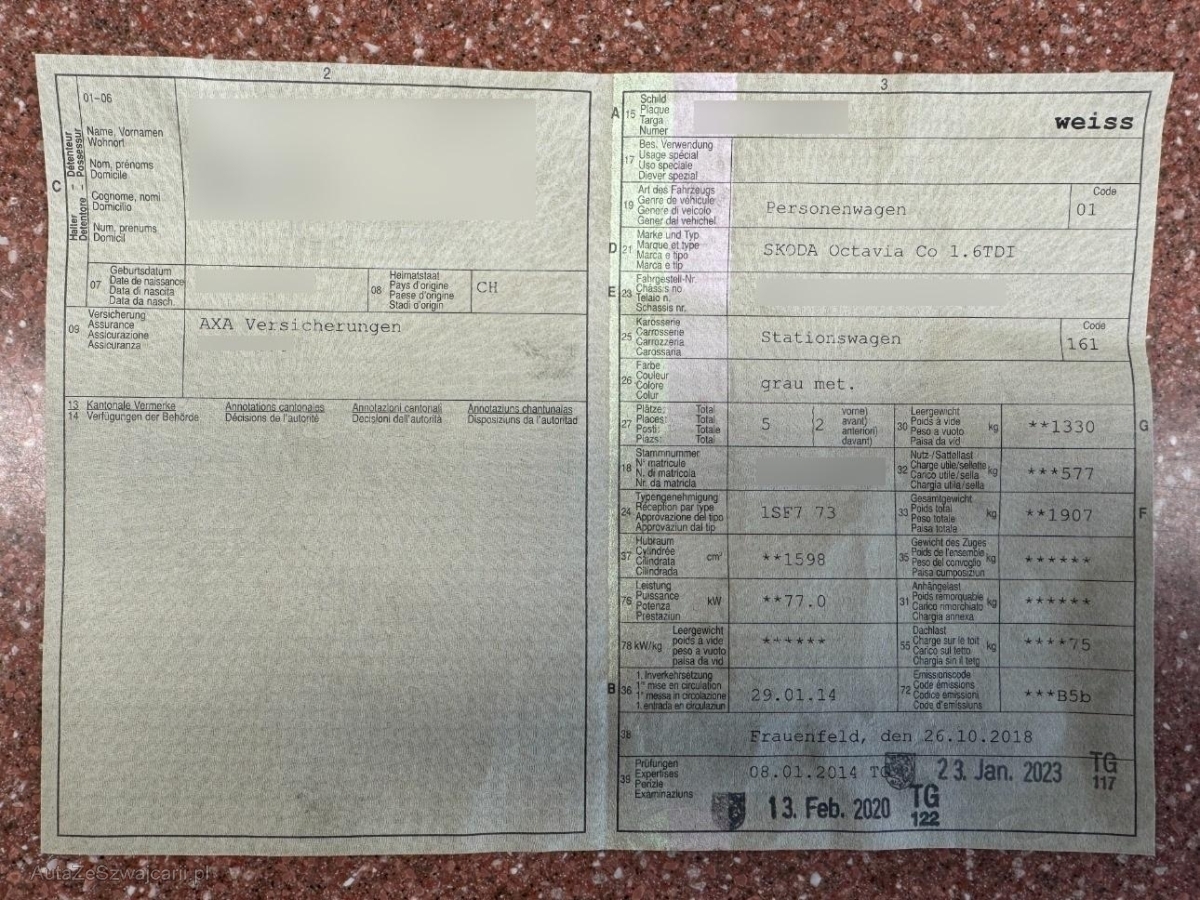 2
01-06
Halter - Détenteur
Detentore - Possessur
C
Name, Vornamen
Wohnort
Nom, prénoms
Domicile
Cognome, nomi
Domicilio
Num, prenums
Domicil
07
Geburtsdatum
Date de naissance
Data di nascita
Data da nasch.
08
Heimatstaat
Pays d'origine
Paese d'origine
Stadi d'origin
CH
09
Versicherung
Assurance
Assicurazione
Assicuranza
AXA Versicherungen
13 Kantonale Vermerke Annotations cantonales Annotazioni cantonali Annotaziuns chantunalas
14 Verfügungen der Behörde Décisions de l'autorité Decisioni dell'autorità Disposiziuns da l'autoritad
3
A 15
Schild
Plaque
Targa
Numer
weiss
17
Bes. Verwendung
Usage spécial
Uso speciale
Diever spezial
19
Art des Fahrzeugs
Genre de véhicule
Genere di veicolo
Gener dal vehichel
Personenwagen
Code
01
D 21
Marke und Typ
Marque et type
Marca e tipo
Marca e tip
SKODA Octavia Co 1.6TDI
E 23
Fahrgestell-Nr.
Châssis no
Telaio n.
Schassis nr.
25
Karosserie
Carrosserie
Carrozzeria
Carossaria
Stationswagen
Code
161
26
Farbe
Couleur
Colore
Colur
grau met.
27
Plätze: Total
Places: Total
Posti: Totale
Plazs: Total
5 (2
vorne)
avant)
anteriori)
davant)
30
Leergewicht
Poids à vide
Peso a vuoto
Paisa da vid
kg
**1330
G
18
Stammnummer
N° matricule
N. di matricola
Nr. da matricla
32
Nutz-/Sattellast
Charge utile/sellette
Carico utile/sella
Chargia utila/sella
kg
***577
24
Typengenehmigung
Réception par type
Approvazione del tipo
Approvaziun dal tip
1SF7 73
33
Gesamtgewicht
Poids total
Peso totale
Paisa totala
kg
**1907
F
37
Hubraum
Cylindrée
Cilindrata
Cilindrada
cm³
**1598
35
Gewicht des Zuges
Poids de l'ensemble
Peso del convoglio
Paisa cumposiziun
kg
******
76
Leistung
Puissance
Potenza
Prestaziun
kW
**77.0
31
Anhängelast
Poids remorquable
Carico rimorchiato
Chargia annexa
kg
******
78 kW/kg
Leergewicht
poids à vide
peso a vuoto
paisa da vid
******
55
Dachlast
Charge sur le toit
Carico sul tetto
Chargia sin il tetg
kg
****75
B 36
1. Inverkehrsetzung
1re mise en circulation
1a messa in circolazione
1. entrada en circulaziun
29.01.14
72
Emissionscode
Code émissions
Codice emissioni
Code d'emissiuns
***B5b
38
Frauenfeld, den 26.10.2018
39
Prüfungen
Expertises
Perizie
Examinaziuns
08.01.2014 TG
23. Jan. 2023 TG
117
13. Feb. 2020 TG
122
AutaZeSzwajcarii.pl